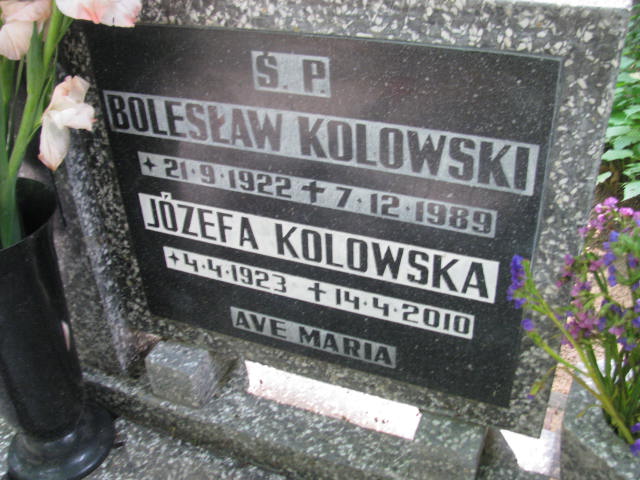 Ś. P.
BOLESŁAW KOLOWSKI
✦ 21·9·1922 ✝ 7·12·1989
JÓZEFA KOLOWSKA
✦ 4·4·1923 ✝ 14·4·2010
AVE MARIA